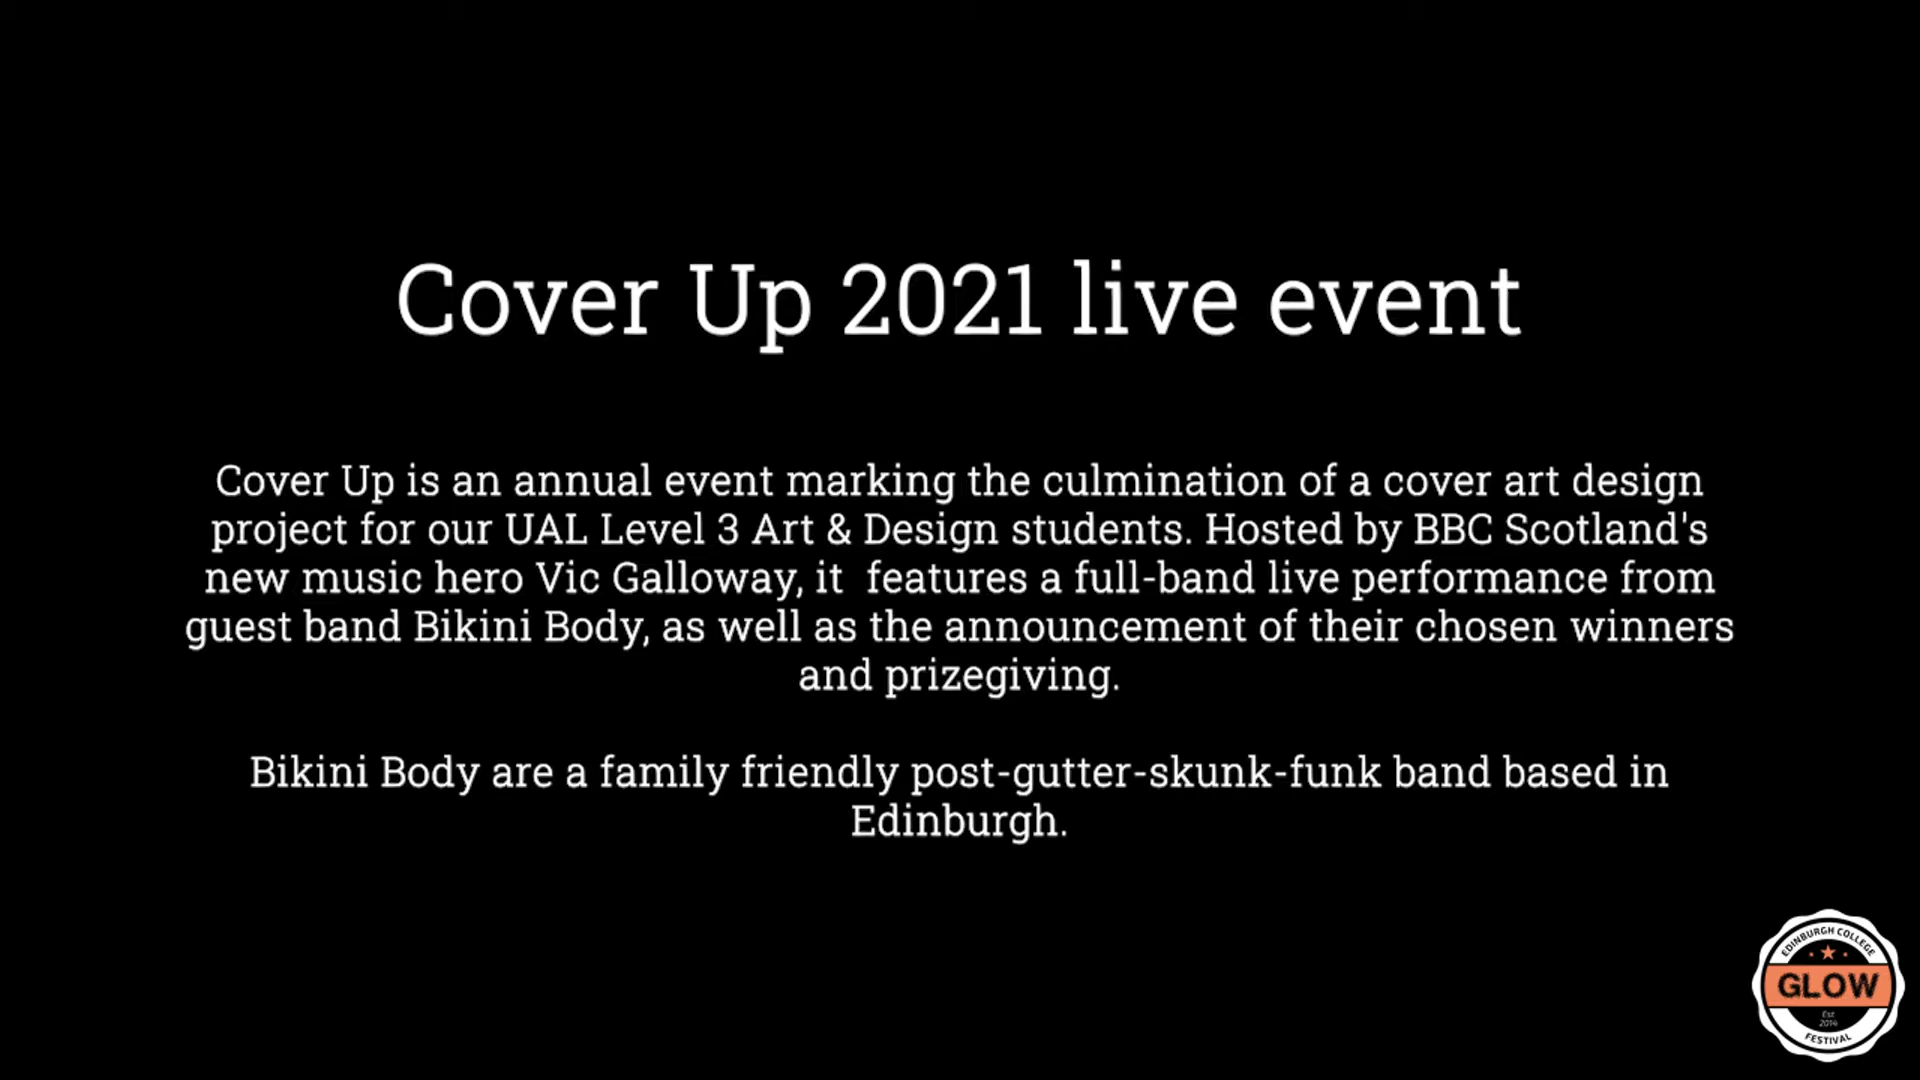 Cover Up 2021 live event
Cover Up is an annual event marking the culmination of a cover art design
project for our UAL Level 3 Art & Design students. Hosted by BBC Scotland's
new music hero Vic Galloway, it  features a full-band live performance from
guest band Bikini Body, as well as the announcement of their chosen winners
and prizegiving.
Bikini Body are a family friendly post-gutter-skunk-funk band based in
Edinburgh.
EDINBURGH COLLEGE
GLOW
Est
2014
FESTIVAL